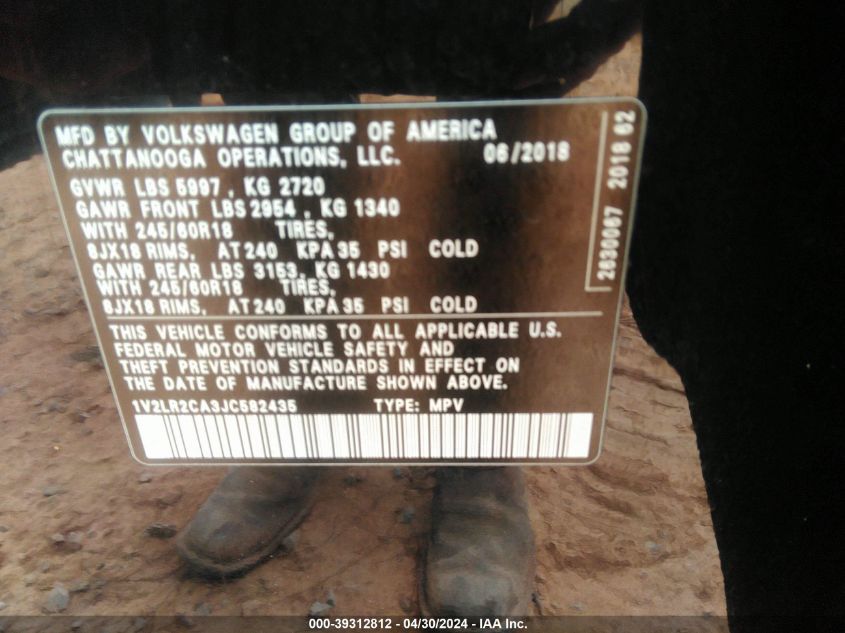 MFD BY VOLKSWAGEN GROUP OF AMERICA
CHATTANOOGA OPERATIONS, LLC. 06/2018
GVWR LBS 5997 , KG 2720
GAWR FRONT LBS 2954 , KG 1340
WITH 245/60R18 TIRES,
8JX18 RIMS, AT 240 KPA 35 PSI COLD
GAWR REAR LBS 3153, KG 1430
WITH 245/60R18 TIRES,
8JX18 RIMS, AT 240 KPA 35 PSI COLD
THIS VEHICLE CONFORMS TO ALL APPLICABLE U.S.
FEDERAL MOTOR VEHICLE SAFETY AND
THEFT PREVENTION STANDARDS IN EFFECT ON
THE DATE OF MANUFACTURE SHOWN ABOVE.
1V2LR2CA3JC582435 TYPE: MPV
2830087 2018 62
000-39312812 - 04/30/2024 - IAA Inc.